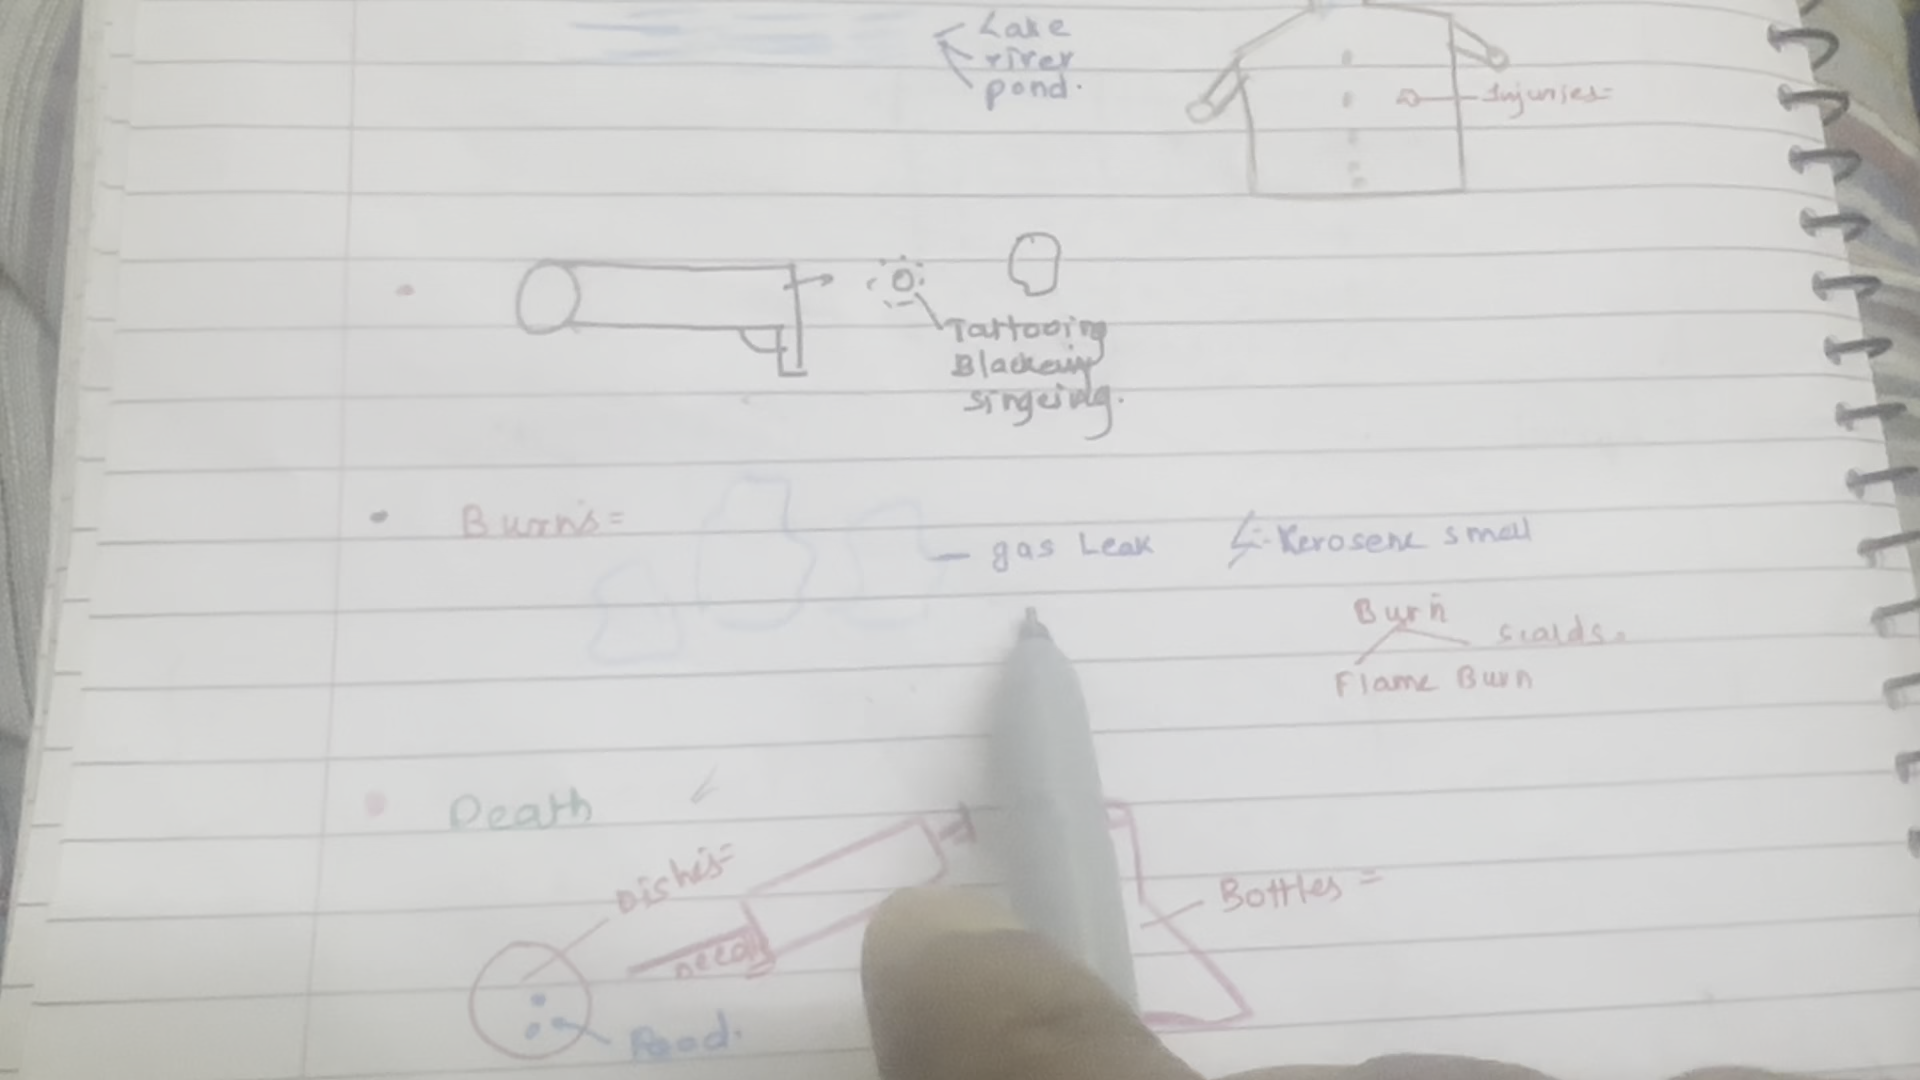 Lake
river
pond.
Injuries=
Tattooing
Blackening
singeing.
Burns=
gas Leak
Kerosene smell
Burn
scalds.
Flame Burn
Death
Dishes=
needle
Bottles =
Food.